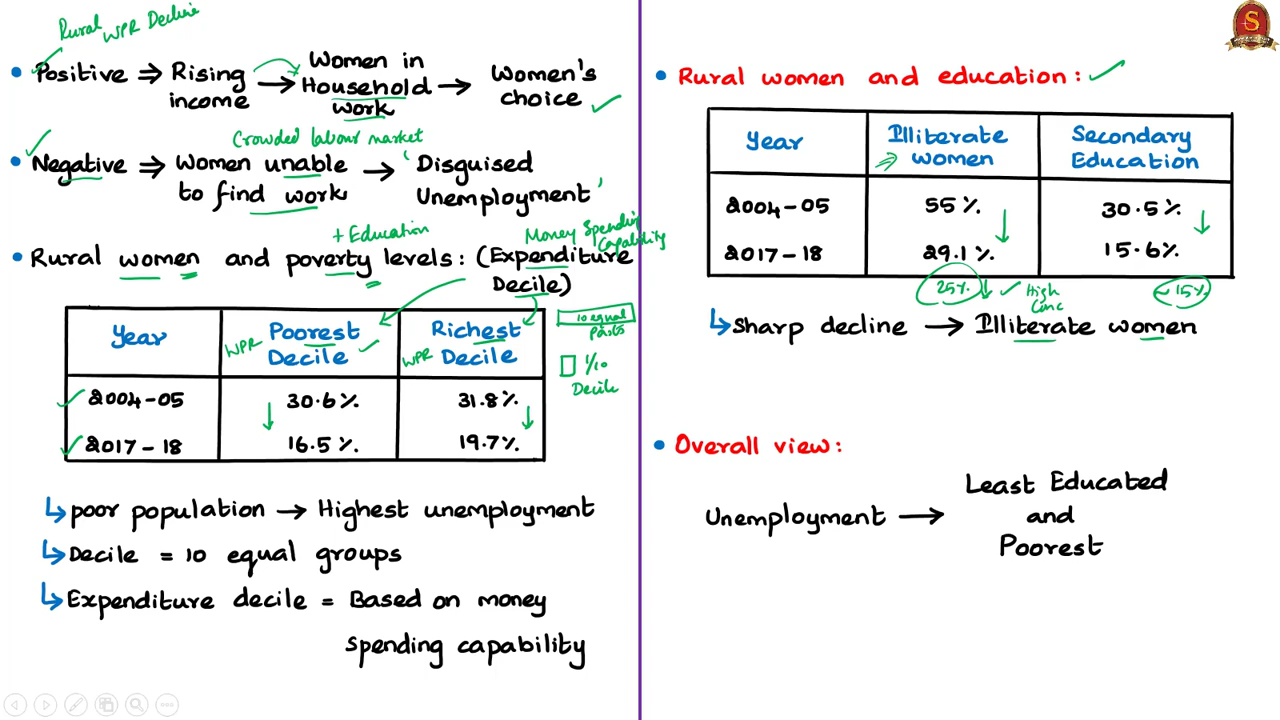 Rural WPR Decline
• Positive ⇒ Rising income → Women in Household work → Women's choice
Crowded labour market
• Negative ⇒ Women unable to find work → 'Disguised Unemployment'
+ Education
Money Spending Capability
• Rural women and poverty levels: (Expenditure Decile)
Year WPR Poorest Decile WPR Richest Decile
2004-05 30.6% 31.8%
2017-18 16.5% 19.7%
10 equal parts
1/10 Decile
↳ poor population → Highest unemployment
↳ Decile = 10 equal groups
↳ Expenditure decile = Based on money
spending capability
S
• Rural women and education:
Year Illiterate Women Secondary Education
2004-05 55% 30.5%
2017-18 29.1% 15.6%
25% ↓ High
~15%
↳ Sharp decline → Illiterate women
• Overall view:
Unemployment → Least Educated
and
Poorest